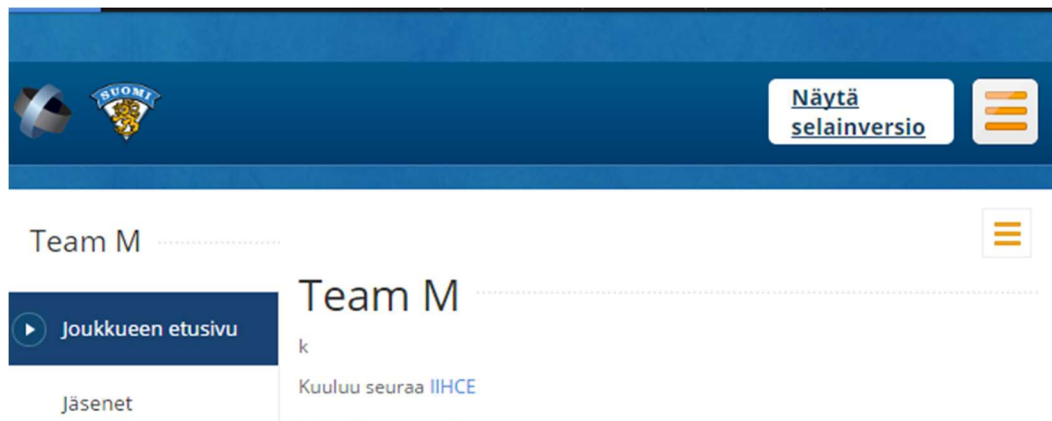 SUOMI
Näytä
selainversio
Team M
Team M
Joukkueen etusivu
k
Kuuluu seuraa IIHCE
Jäsenet